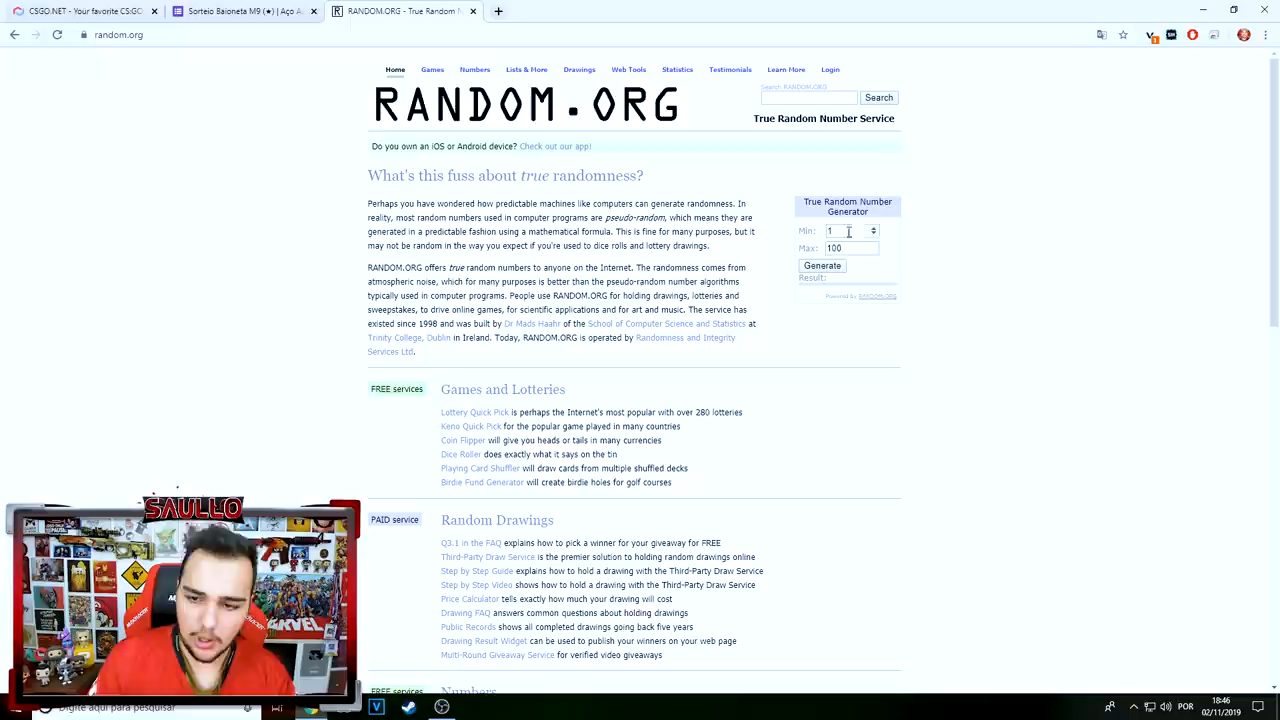 CSGO.NET - Your favorite CS:GO
Sorteio Baioneta M9 (★) | Aço A
RANDOM.ORG - True Random N
random.org
Home Games Numbers Lists & More Drawings Web Tools Statistics Testimonials Learn More Login
RANDOM.ORG
Search RANDOM.ORG
Search
True Random Number Service
Do you own an iOS or Android device? Check out our app!
What's this fuss about true randomness?
Perhaps you have wondered how predictable machines like computers can generate randomness. In
reality, most random numbers used in computer programs are pseudo-random, which means they are
generated in a predictable fashion using a mathematical formula. This is fine for many purposes, but it
may not be random in the way you expect if you're used to dice rolls and lottery drawings.
RANDOM.ORG offers true random numbers to anyone on the Internet. The randomness comes from
atmospheric noise, which for many purposes is better than the pseudo-random number algorithms
typically used in computer programs. People use RANDOM.ORG for holding drawings, lotteries and
sweepstakes, to drive online games, for scientific applications and for art and music. The service has
existed since 1998 and was built by Dr Mads Haahr of the School of Computer Science and Statistics at
Trinity College, Dublin in Ireland. Today, RANDOM.ORG is operated by Randomness and Integrity
Services Ltd.
True Random Number
Generator
Min: 1
Max: 100
Generate
Result:
Powered by RANDOM.ORG
FREE services
Games and Lotteries
Lottery Quick Pick is perhaps the Internet's most popular with over 280 lotteries
Keno Quick Pick for the popular game played in many countries
Coin Flipper will give you heads or tails in many currencies
Dice Roller does exactly what it says on the tin
Playing Card Shuffler will draw cards from multiple shuffled decks
Birdie Fund Generator will create birdie holes for golf courses
PAID service
Random Drawings
Q3.1 in the FAQ explains how to pick a winner for your giveaway for FREE
Third-Party Draw Service is the premier solution to holding random drawings online
Step by Step Guide explains how to hold a drawing with the Third-Party Draw Service
Step by Step Video shows how to hold a drawing with the Third-Party Draw Service
Price Calculator tells exactly how much your drawing will cost
Drawing FAQ answers common questions about holding drawings
Public Records shows all completed drawings going back five years
Drawing Result Widget can be used to publish your winners on your web page
Multi-Round Giveaway Service for verified video giveaways
FREE services
Numbers
SAULLO
MARVEL
Digite aqui para pesquisar
POR
18:46
02/11/2019